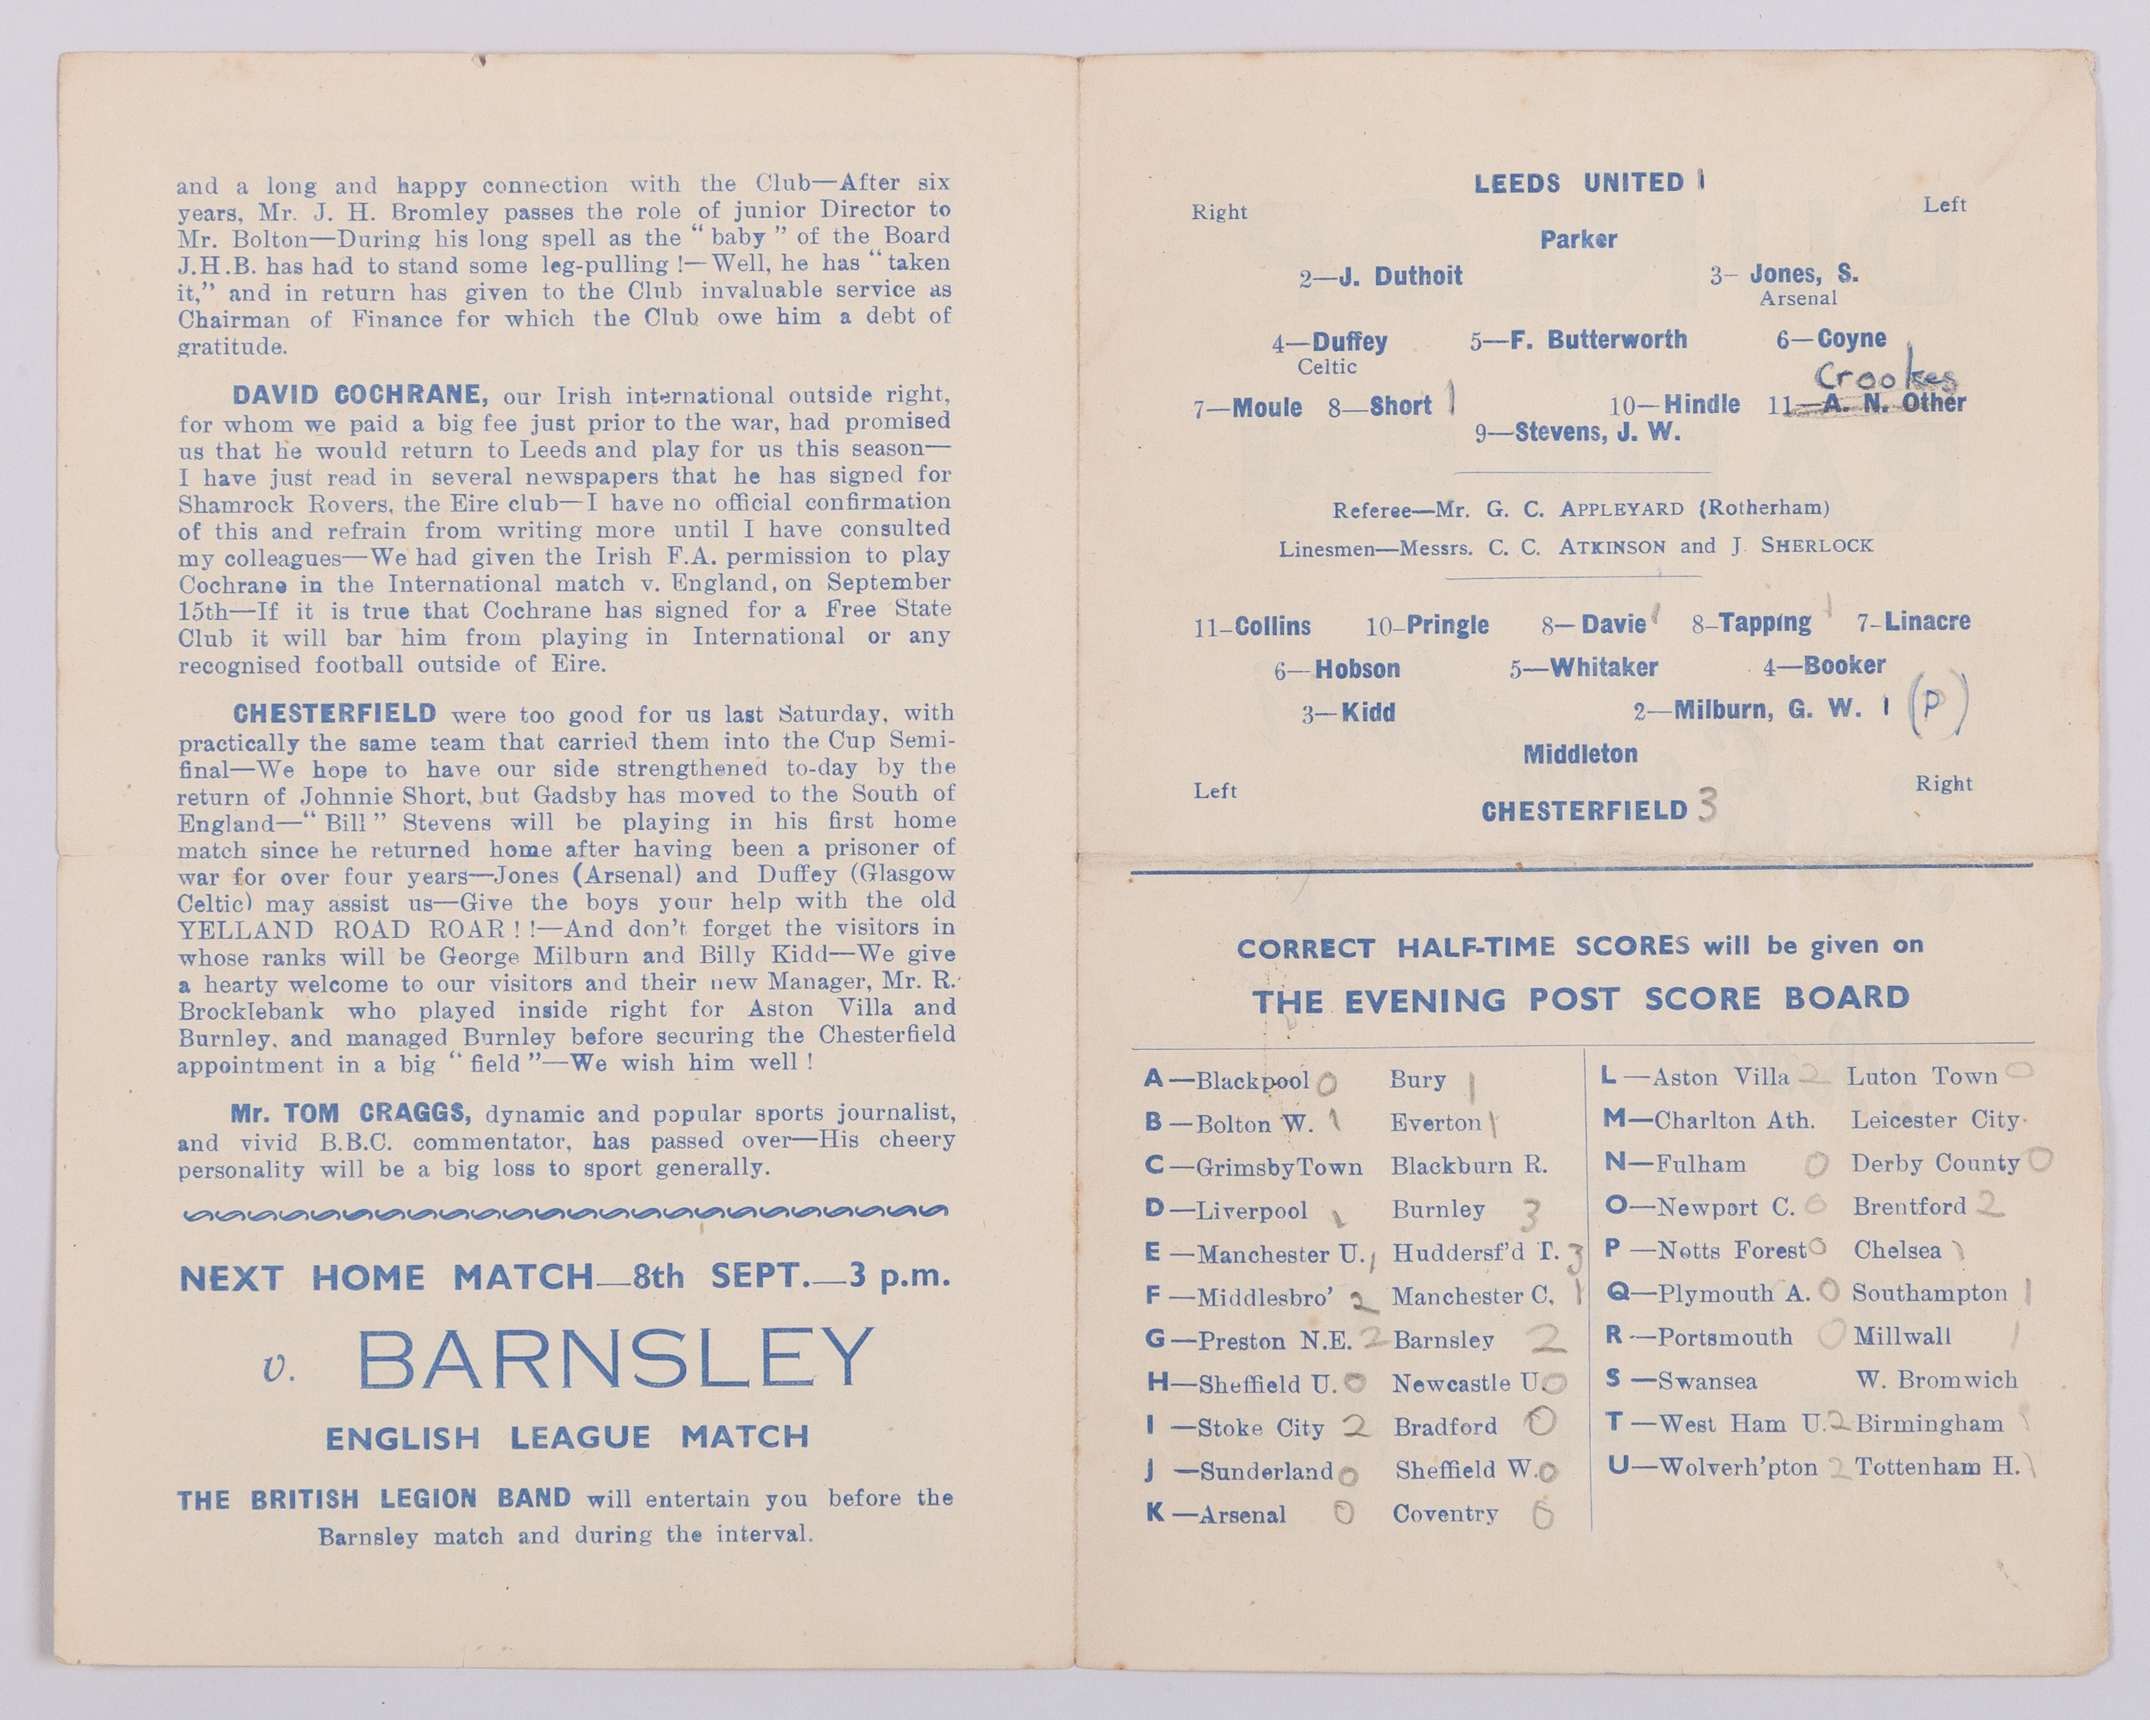 and a long and happy connection with the Club—After six
years, Mr. J. H. Bromley passes the role of junior Director to
Mr. Bolton—During his long spell as the “ baby ” of the Board
J.H.B. has had to stand some leg-pulling !—Well, he has “ taken
it,” and in return has given to the Club invaluable service as
Chairman of Finance for which the Club owe him a debt of
gratitude.
DAVID COCHRANE, our Irish international outside right,
for whom we paid a big fee just prior to the war, had promised
us that he would return to Leeds and play for us this season—
I have just read in several newspapers that he has signed for
Shamrock Rovers, the Eire club—I have no official confirmation
of this and refrain from writing more until I have consulted
my colleagues—We had given the Irish F.A. permission to play
Cochrane in the International match v. England, on September
15th—If it is true that Cochrane has signed for a Free State
Club it will bar him from playing in International or any
recognised football outside of Eire.
CHESTERFIELD were too good for us last Saturday, with
practically the same team that carried them into the Cup Semi-
final—We hope to have our side strengthened to-day by the
return of Johnnie Short, but Gadsby has moved to the South of
England—“ Bill ” Stevens will be playing in his first home
match since he returned home after having been a prisoner of
war for over four years—Jones (Arsenal) and Duffey (Glasgow
Celtic) may assist us—Give the boys your help with the old
YELLAND ROAD ROAR ! !—And don’t forget the visitors in
whose ranks will be George Milburn and Billy Kidd—We give
a hearty welcome to our visitors and their new Manager, Mr. R.
Brocklebank who played inside right for Aston Villa and
Burnley, and managed Burnley before securing the Chesterfield
appointment in a big “ field ”—We wish him well !
Mr. TOM CRAGGS, dynamic and popular sports journalist,
and vivid B.B.C. commentator, has passed over—His cheery
personality will be a big loss to sport generally.
NEXT HOME MATCH—8th SEPT.—3 p.m.
v. BARNSLEY
ENGLISH LEAGUE MATCH
THE BRITISH LEGION BAND will entertain you before the
Barnsley match and during the interval.
LEEDS UNITED 1
Right Left
Parker
2—J. Duthoit 3– Jones, S.
Arsenal
4—Duffey 5—F. Butterworth 6—Coyne
Celtic
Crookes
7—Moule 8—Short 1 10—Hindle 11—A. N. Other
9—Stevens, J. W.
Referee—Mr. G. C. APPLEYARD (Rotherham)
Linesmen—Messrs. C. C. ATKINSON and J SHERLOCK
11–Collins 10–Pringle 8— Davie 1 8–Tapping 1 7–Linacre
6—Hobson 5—Whitaker 4—Booker
3—Kidd 2—Milburn, G. W. 1 (P)
Middleton
Left Right
CHESTERFIELD 3
CORRECT HALF-TIME SCORES will be given on
THE EVENING POST SCORE BOARD
A—Blackpool 0 Bury 1
B—Bolton W. 1 Everton 1
C—GrimsbyTown Blackburn R.
D—Liverpool 1 Burnley 3
E—Manchester U. 1 Huddersf’d T. 3
F—Middlesbro’ 2 Manchester C. 1
G—Preston N.E. 2 Barnsley 2
H—Sheffield U. 0 Newcastle U. 0
I—Stoke City 2 Bradford 0
J—Sunderland 0 Sheffield W. 0
K—Arsenal 0 Coventry 0
L—Aston Villa 2 Luton Town 0
M—Charlton Ath. Leicester City
N—Fulham 0 Derby County 0
O—Newport C. 0 Brentford 2
P—Notts Forest 0 Chelsea 1
Q—Plymouth A. 0 Southampton 1
R—Portsmouth 0 Millwall 1
S—Swansea W. Bromwich
T—West Ham U. 2 Birmingham 1
U—Wolverh’pton 2 Tottenham H. 1